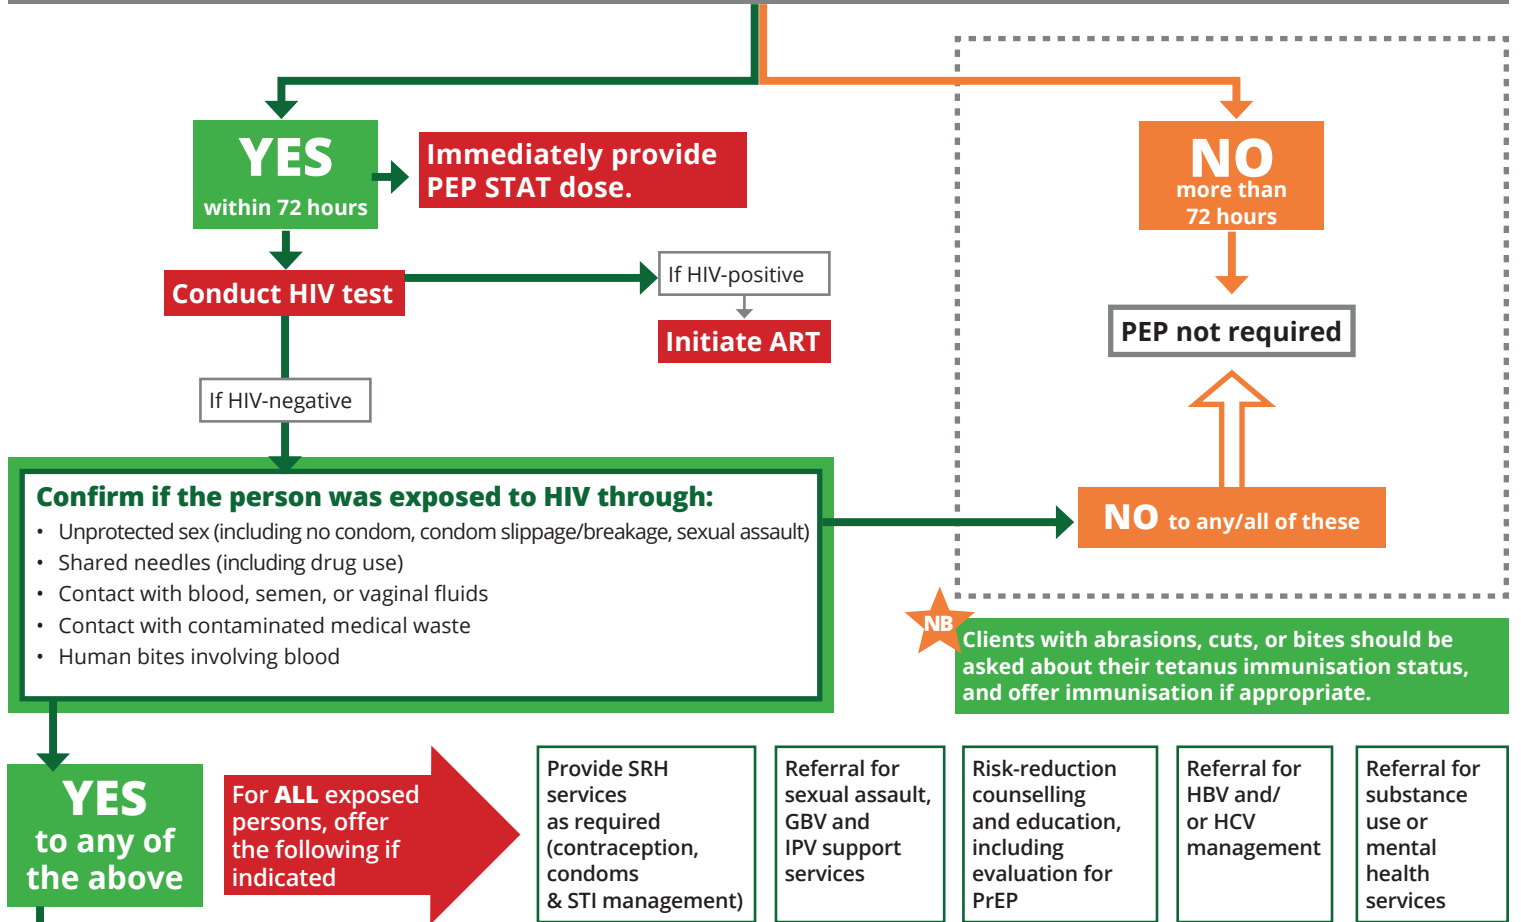 YES
within 72 hours
Immediately provide
PEP STAT dose.
NO
more than
72 hours
Conduct HIV test
If HIV-positive
Initiate ART
PEP not required
If HIV-negative
Confirm if the person was exposed to HIV through:
• Unprotected sex (including no condom, condom slippage/breakage, sexual assault)
• Shared needles (including drug use)
• Contact with blood, semen, or vaginal fluids
• Contact with contaminated medical waste
• Human bites involving blood
NO to any/all of these
NB
Clients with abrasions, cuts, or bites should be
asked about their tetanus immunisation status,
and offer immunisation if appropriate.
YES
to any of
the above
For ALL exposed
persons, offer
the following if
indicated
Provide SRH
services
as required
(contraception,
condoms
& STI management)
Referral for
sexual assault,
GBV and
IPV support
services
Risk-reduction
counselling
and education,
including
evaluation for
PrEP
Referral for
HBV and/
or HCV
management
Referral for
substance
use or
mental
health
services